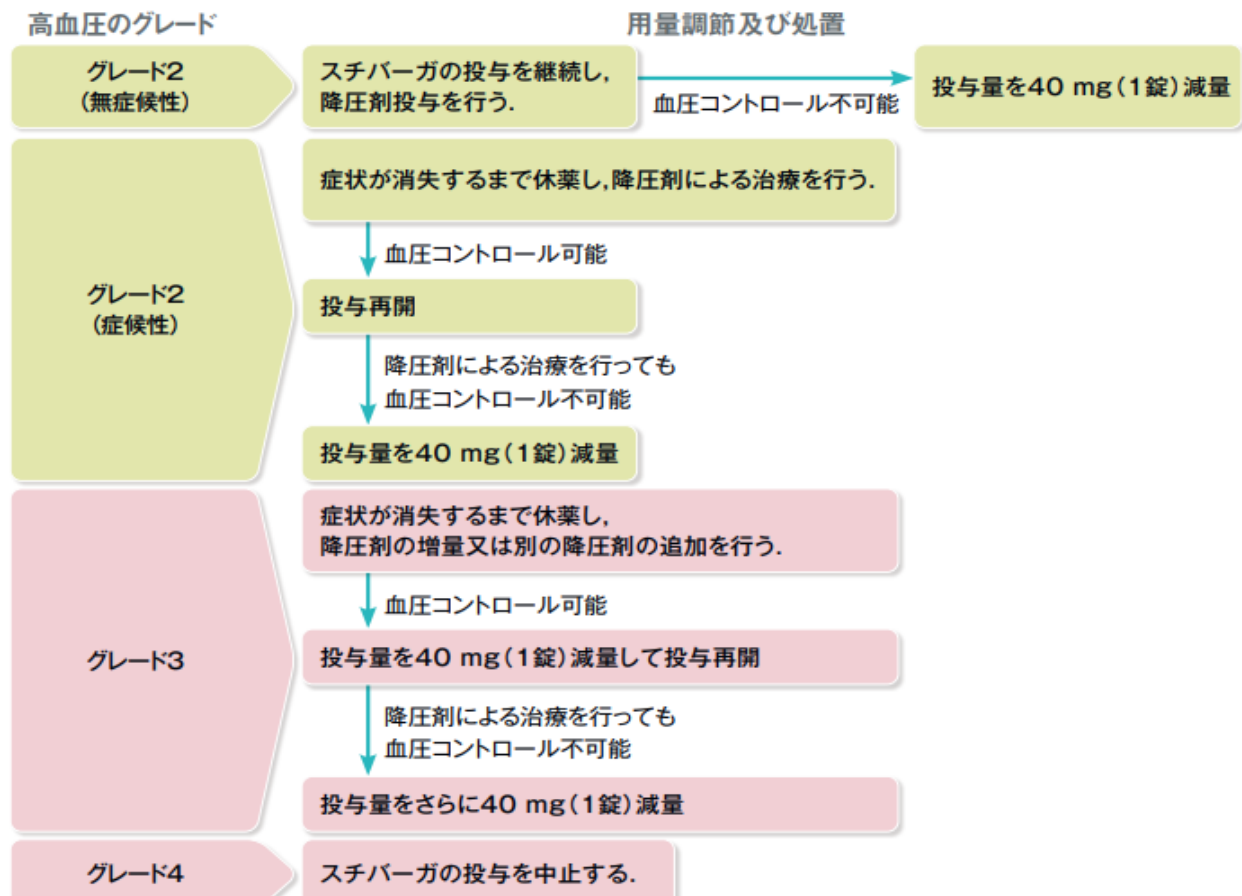 高血圧のグレード
用量調節及び処置
グレード2
(無症候性)
スチバーガの投与を継続し,
降圧剤投与を行う.
血圧コントロール不可能
投与量を40 mg(1錠)減量
グレード2
(症候性)
症状が消失するまで休薬し,降圧剤による治療を行う.
血圧コントロール可能
投与再開
降圧剤による治療を行っても
血圧コントロール不可能
投与量を40 mg(1錠)減量
グレード3
症状が消失するまで休薬し,
降圧剤の増量又は別の降圧剤の追加を行う.
血圧コントロール可能
投与量を40 mg(1錠)減量して投与再開
降圧剤による治療を行っても
血圧コントロール不可能
投与量をさらに40 mg(1錠)減量
グレード4
スチバーガの投与を中止する.